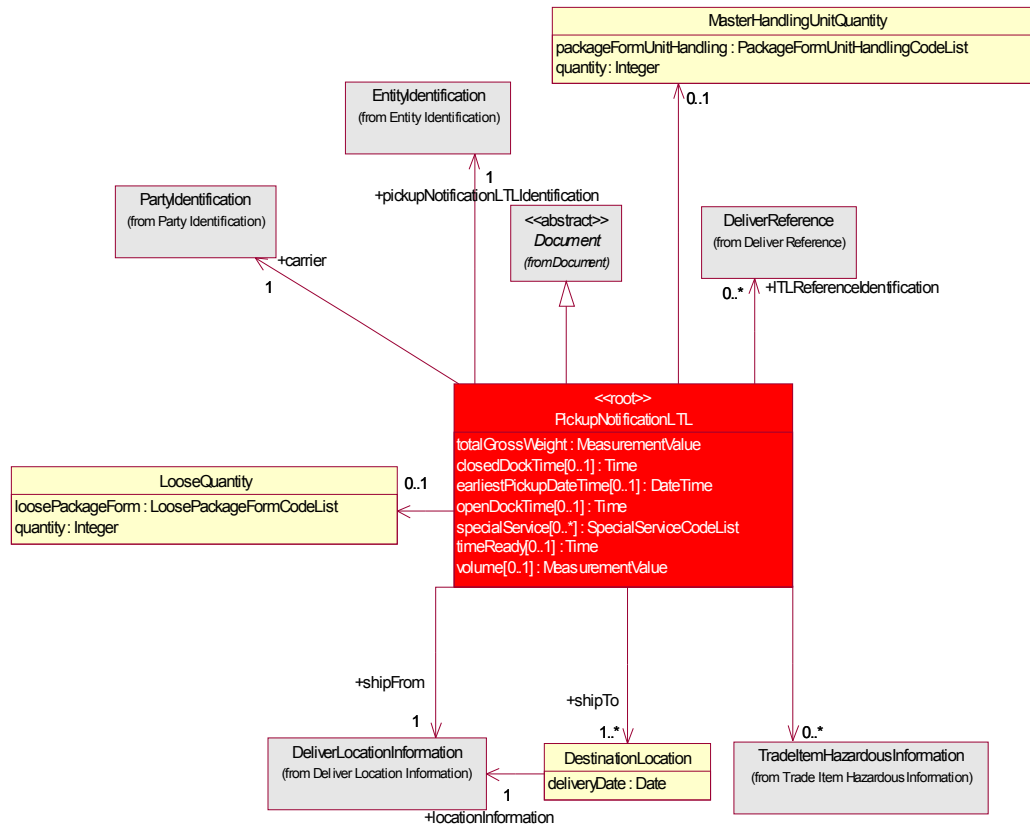 MasterHandlingUnitQuantity
packageFormUnitHandling : PackageFormUnitHandlingCodeList
quantity : Integer
0..1
EntityIdentification
(from Entity Identification)
1
+pickupNotificationLTLIdentification
PartyIdentification
(from Party Identification)
+carrier
1
<<abstract>>
Document
(from Document)
DeliverReference
(from Deliver Reference)
0..*
+lTLReferenceIdentification
<<root>>
PickupNotificationLTL
totalGrossWeight : MeasurementValue
closedDockTime[0..1] : Time
earliestPickupDateTime[0..1] : DateTime
openDockTime[0..1] : Time
specialService[0..*] : SpecialServiceCodeList
timeReady[0..1] : Time
volume[0..1] : MeasurementValue
LooseQuantity
loosePackageForm : LoosePackageFormCodeList
quantity : Integer
0..1
+shipFrom
1
+shipTo
1..*
0..*
DeliverLocationInformation
(from Deliver Location Information)
DestinationLocation
deliveryDate : Date
1
+locationInformation
TradeItemHazardousInformation
(from Trade Item Hazardous Information)